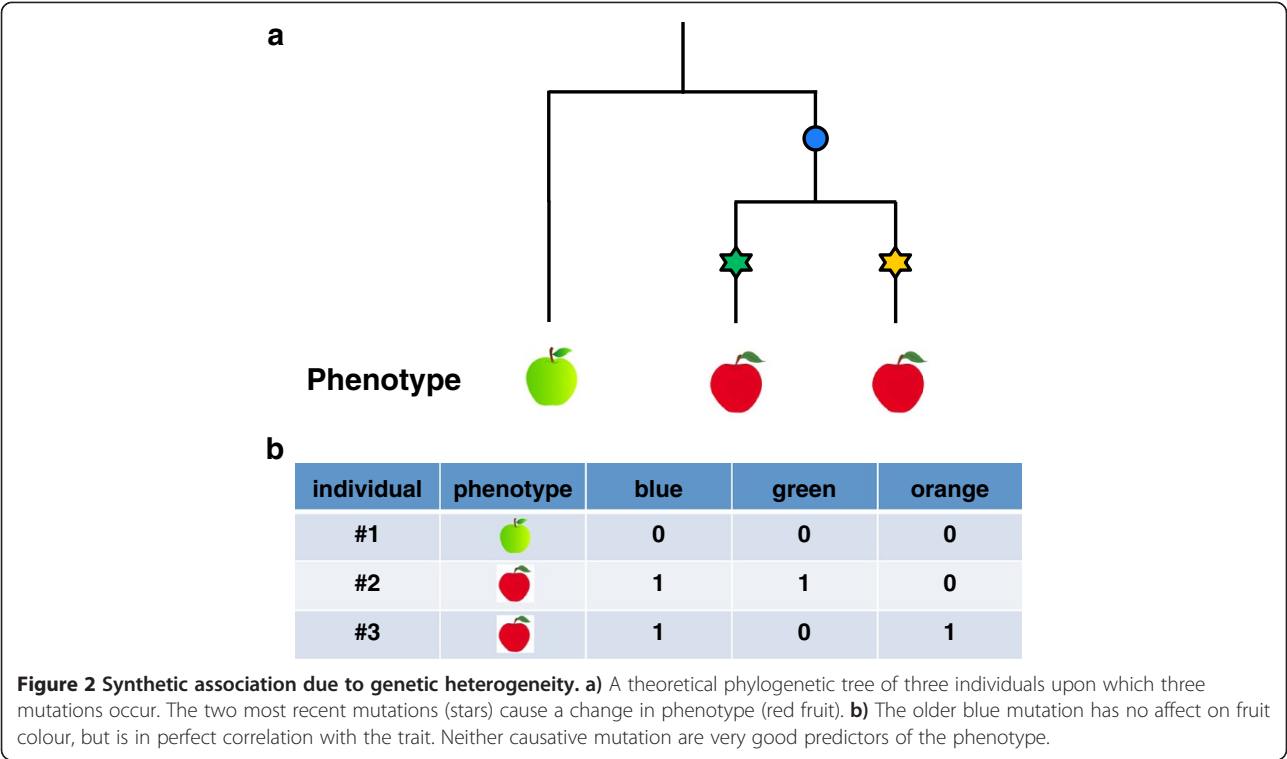 a
Phenotype
b
individual phenotype blue green orange
#1 0 0 0
#2 1 1 0
#3 1 0 1
Figure 2 Synthetic association due to genetic heterogeneity. a) A theoretical phylogenetic tree of three individuals upon which three
mutations occur. The two most recent mutations (stars) cause a change in phenotype (red fruit). b) The older blue mutation has no affect on fruit
colour, but is in perfect correlation with the trait. Neither causative mutation are very good predictors of the phenotype.